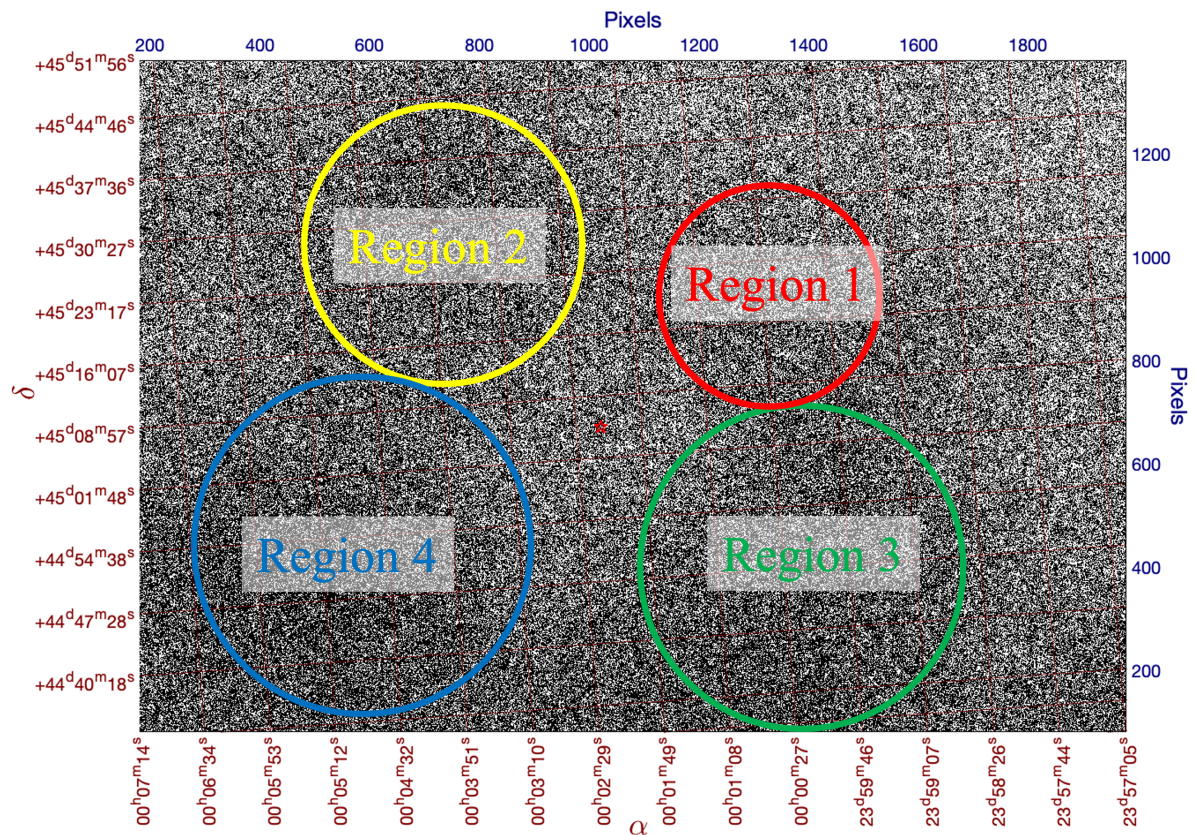 Pixels
200 400 600 800 1000 1200 1400 1600 1800
+45d51m56s
+45d44m46s
+45d37m36s
+45d30m27s
+45d23m17s
+45d16m07s
+45d08m57s
+45d01m48s
+44d54m38s
+44d47m28s
+44d40m18s
δ
Region 2
Region 1
Region 4
Region 3
1200
1000
800
600
400
200
Pixels
00h07m14s 00h06m34s 00h05m53s 00h05m12s 00h04m32s 00h03m51s 00h03m10s 00h02m29s 00h01m49s 00h01m08s 00h00m27s 23h59m46s 23h59m07s 23h58m26s 23h57m44s 23h57m05s
α